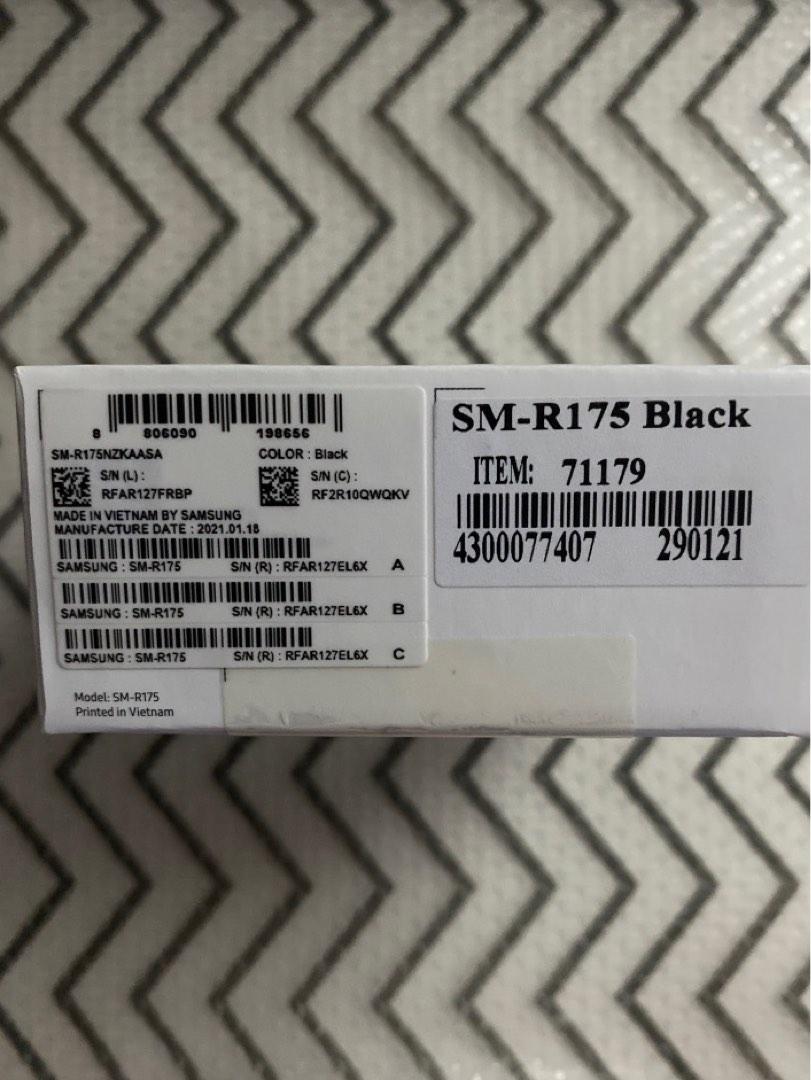 8 806090 198656
SM-R175NZKAASA COLOR : Black
S/N (L) :
RFAR127FRBP
S/N (C) :
RF2R10QWQKV
MADE IN VIETNAM BY SAMSUNG
MANUFACTURE DATE : 2021.01.18
SAMSUNG : SM-R175 S/N (R) : RFAR127EL6X A
SAMSUNG : SM-R175 S/N (R) : RFAR127EL6X B
SAMSUNG : SM-R175 S/N (R) : RFAR127EL6X C
Model: SM-R175
Printed in Vietnam
SM-R175 Black
ITEM: 71179
4300077407 290121